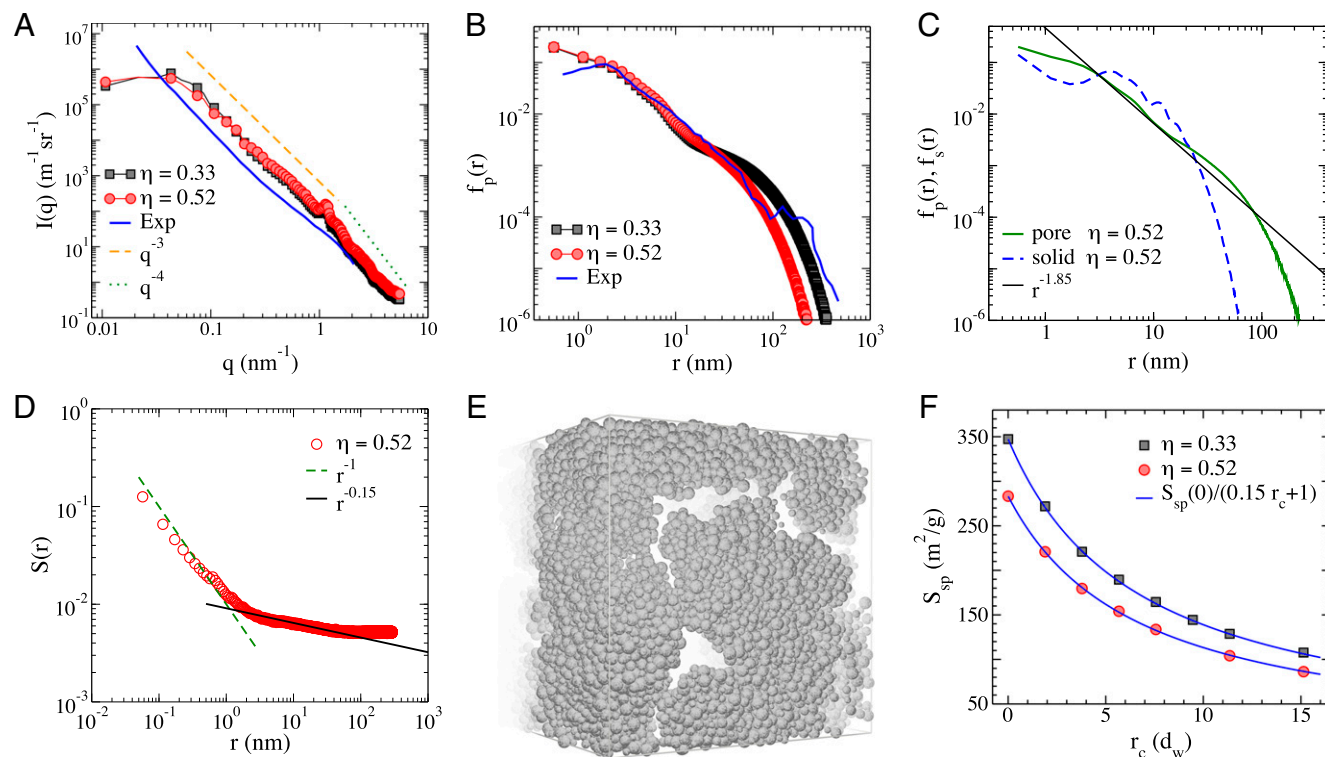 A
I(q) (m⁻¹ sr⁻¹)
10⁷
10⁵
10³
10¹
10⁻¹
η = 0.33
η = 0.52
Exp
q⁻³
q⁻⁴
0.01
0.1
1
10
q (nm⁻¹)
B
fₚ(r)
10⁻²
10⁻⁴
10⁻⁶
η = 0.33
η = 0.52
Exp
10⁰
10¹
10²
10³
r (nm)
C
fₚ(r), fₛ(r)
10⁻²
10⁻⁴
10⁻⁶
pore η = 0.52
solid η = 0.52
r⁻¹·⁸⁵
1
10
100
r (nm)
D
S(r)
10⁰
10⁻¹
10⁻²
10⁻³
η = 0.52
r⁻¹
r⁻⁰·¹⁵
10⁻²
10⁻¹
10⁰
10¹
10²
10³
r (nm)
E
F
S_sp (m²/g)
350
250
150
50
η = 0.33
η = 0.52
S_sp(0)/(0.15 r_c+1)
0
5
10
15
r_c (d_w)